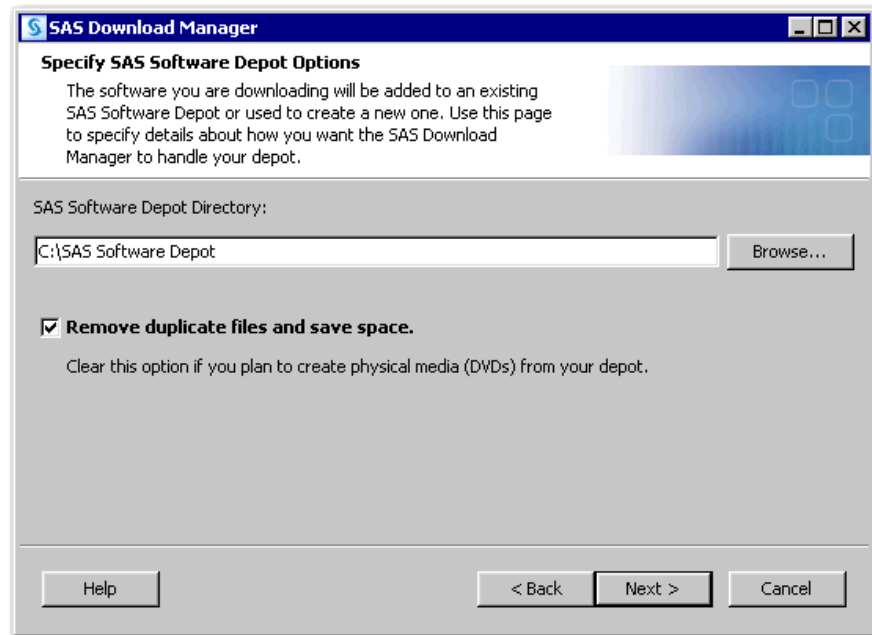 SAS Download Manager
Specify SAS Software Depot Options
The software you are downloading will be added to an existing
SAS Software Depot or used to create a new one. Use this page
to specify details about how you want the SAS Download
Manager to handle your depot.
SAS Software Depot Directory:
C:\SAS Software Depot
Browse...
Remove duplicate files and save space.
Clear this option if you plan to create physical media (DVDs) from your depot.
Help
< Back
Next >
Cancel